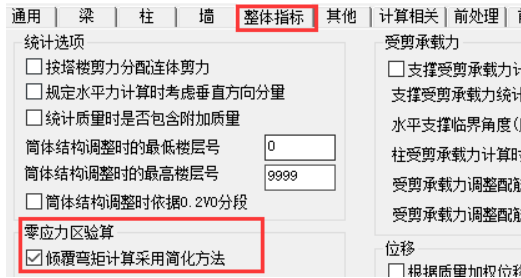 通用 梁 柱 墙 整体指标 其他 计算相关 前处理
统计选项
按塔楼剪力分配连体剪力
规定水平力计算时考虑垂直方向分量
统计质量时是否包含附加质量
筒体结构调整时的最低楼层号 0
筒体结构调整时的最高楼层号 9999
筒体结构调整时依据0.2V0分段
零应力区验算
倾覆弯矩计算采用简化方法
受剪承载力
支撑受剪承载力计
支撑受剪承载力统计
水平支撑临界角度(
柱受剪承载力计算时
受剪承载力调整配筋
受剪承载力调整配筋
位移
根据质量加权位移